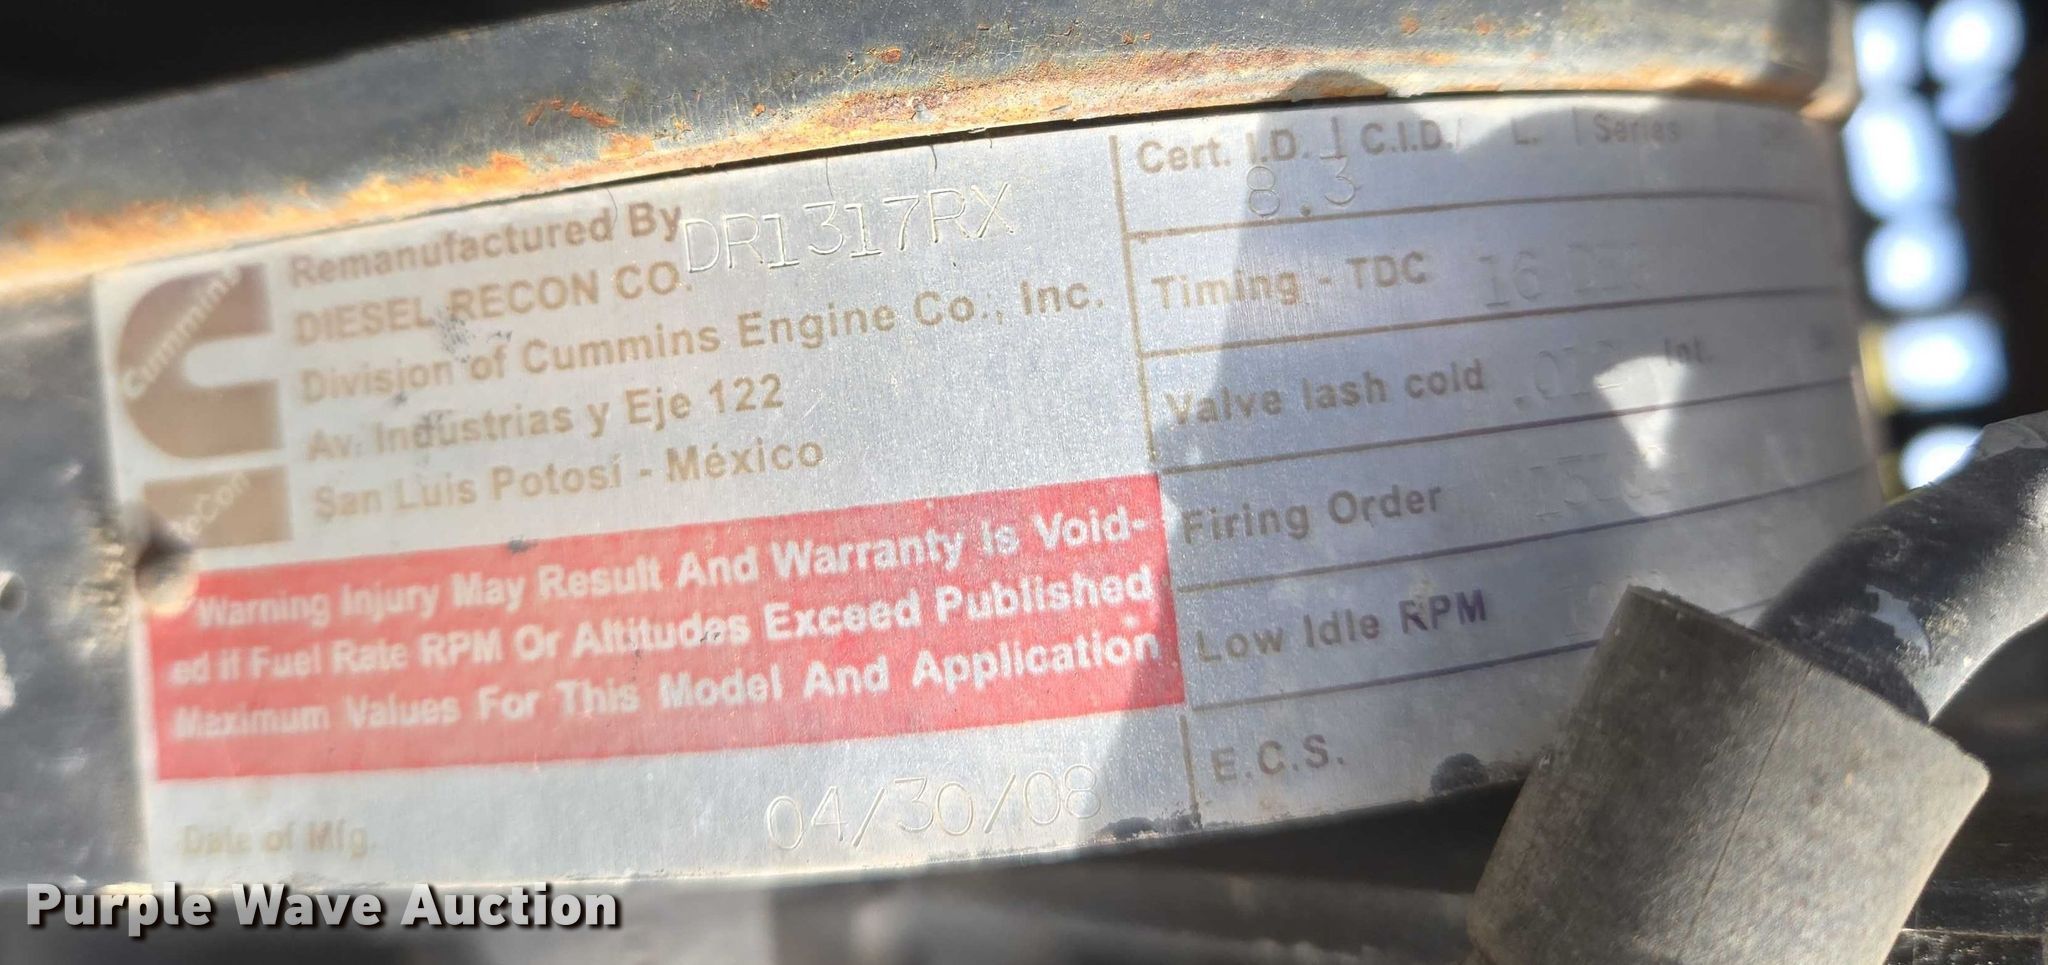 Cummins
ReCon
Remanufactured By DR1317RX
DIESEL RECON CO.
Division of Cummins Engine Co., Inc.
Av. Industrias y Eje 122
San Luis Potosí - México
Warning Injury May Result And Warranty Is Void-
ed if Fuel Rate RPM Or Altitudes Exceed Published
Maximum Values For This Model And Application
Date of Mfg. 04/30/08
Cert. I.D. | C.I.D./ L. | Series
8.3
Timing - TDC 16
Valve lash cold Int.
Firing Order
Low Idle RPM
E.C.S.
Purple Wave Auction